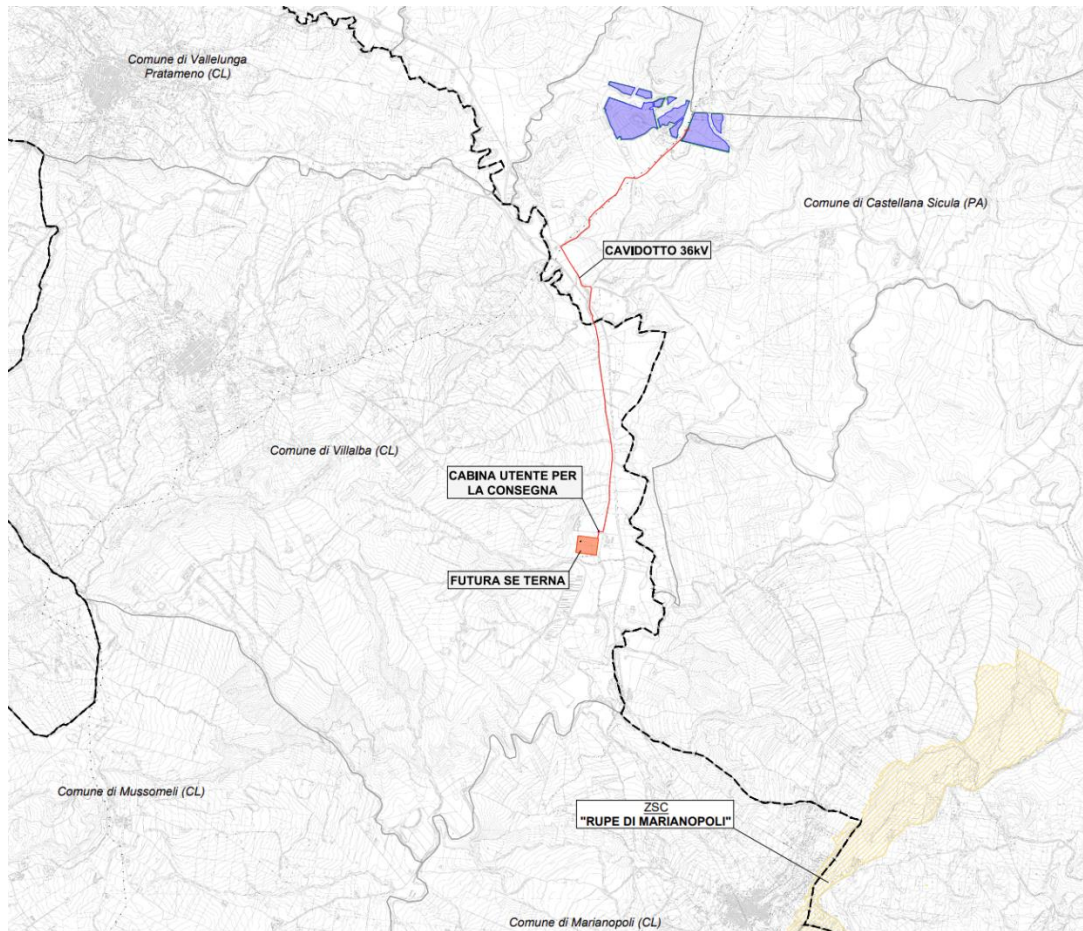 Comune di Vallelunga
Pratameno (CL)
Comune di Castellana Sicula (PA)
CAVIDOTTO 36kV
Comune di Villalba (CL)
CABINA UTENTE PER
LA CONSEGNA
FUTURA SE TERNA
Comune di Mussomeli (CL)
ZSC
"RUPE DI MARIANOPOLI"
Comune di Marianopoli (CL)